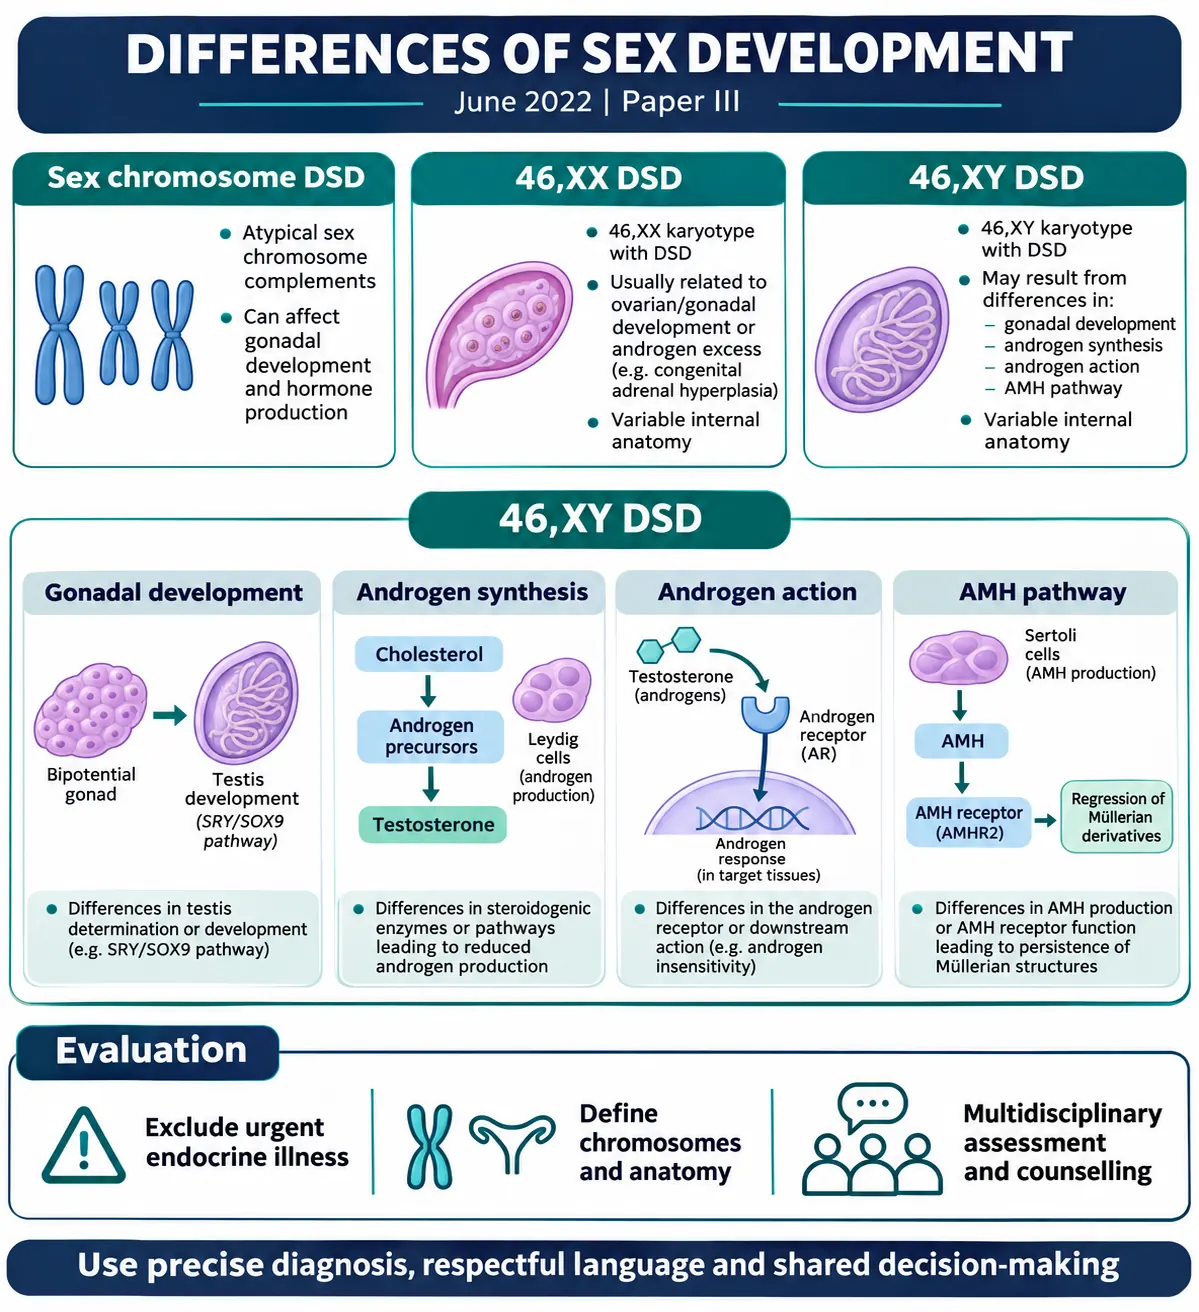 DIFFERENCES OF SEX DEVELOPMENT
June 2022 | Paper III
Sex chromosome DSD
• Atypical sex
chromosome
complements
• Can affect
gonadal
development
and hormone
production
46,XX DSD
• 46,XX karyotype
with DSD
• Usually related to
ovarian/gonadal
development or
androgen excess
(e.g. congenital
adrenal hyperplasia)
• Variable internal
anatomy
46,XY DSD
• 46,XY karyotype
with DSD
• May result from
differences in:
– gonadal development
– androgen synthesis
– androgen action
– AMH pathway
• Variable internal
anatomy
46,XY DSD
Gonadal development
Bipotential
gonad
Testis
development
(SRY/SOX9
pathway)
• Differences in testis
determination or development
(e.g. SRY/SOX9 pathway)
Androgen synthesis
Cholesterol
Androgen
precursors
Testosterone
Leydig
cells
(androgen
production)
• Differences in steroidogenic
enzymes or pathways
leading to reduced
androgen production
Androgen action
Testosterone
(androgens)
Androgen
receptor
(AR)
Androgen
response
(in target tissues)
• Differences in the androgen
receptor or downstream
action (e.g. androgen
insensitivity)
AMH pathway
Sertoli
cells
(AMH production)
AMH
AMH receptor
(AMHR2)
Regression of
Müllerian
derivatives
• Differences in AMH production
or AMH receptor function
leading to persistence of
Müllerian structures
Evaluation
Exclude urgent
endocrine illness
Define
chromosomes
and anatomy
Multidisciplinary
assessment
and counselling
Use precise diagnosis, respectful language and shared decision-making